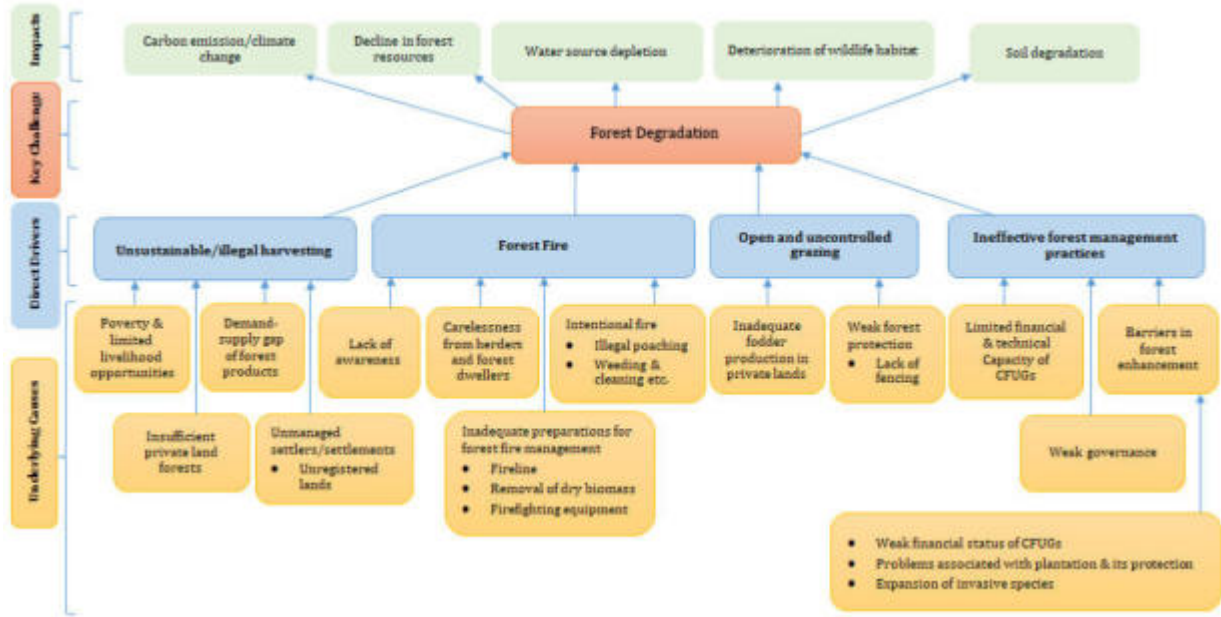 Impacts
Carbon emission/climate
change
Decline in forest
resources
Water source depletion
Deterioration of wildlife habitat
Soil degradation
Key Challenge
Forest Degradation
Direct Drivers
Unsustainable/illegal harvesting
Forest Fire
Open and uncontrolled
grazing
Ineffective forest management
practices
Underlying Causes
Poverty &
limited
livelihood
opportunities
Demand-
supply gap
of forest
products
Lack of
awareness
Carelessness
from herders
and forest
dwellers
Intentional fire
● Illegal poaching
● Weeding &
cleaning etc.
Inadequate
fodder
production in
private lands
Weak forest
protection
● Lack of
fencing
Limited financial
& technical
Capacity of
CFUGs
Barriers in
forest
enhancement
Insufficient
private land
forests
Unmanaged
settlers/settlements
● Unregistered
lands
Inadequate preparations for
forest fire management
● Fireline
● Removal of dry biomass
● Firefighting equipment
Weak governance
● Weak financial status of CFUGs
● Problems associated with plantation & its protection
● Expansion of invasive species